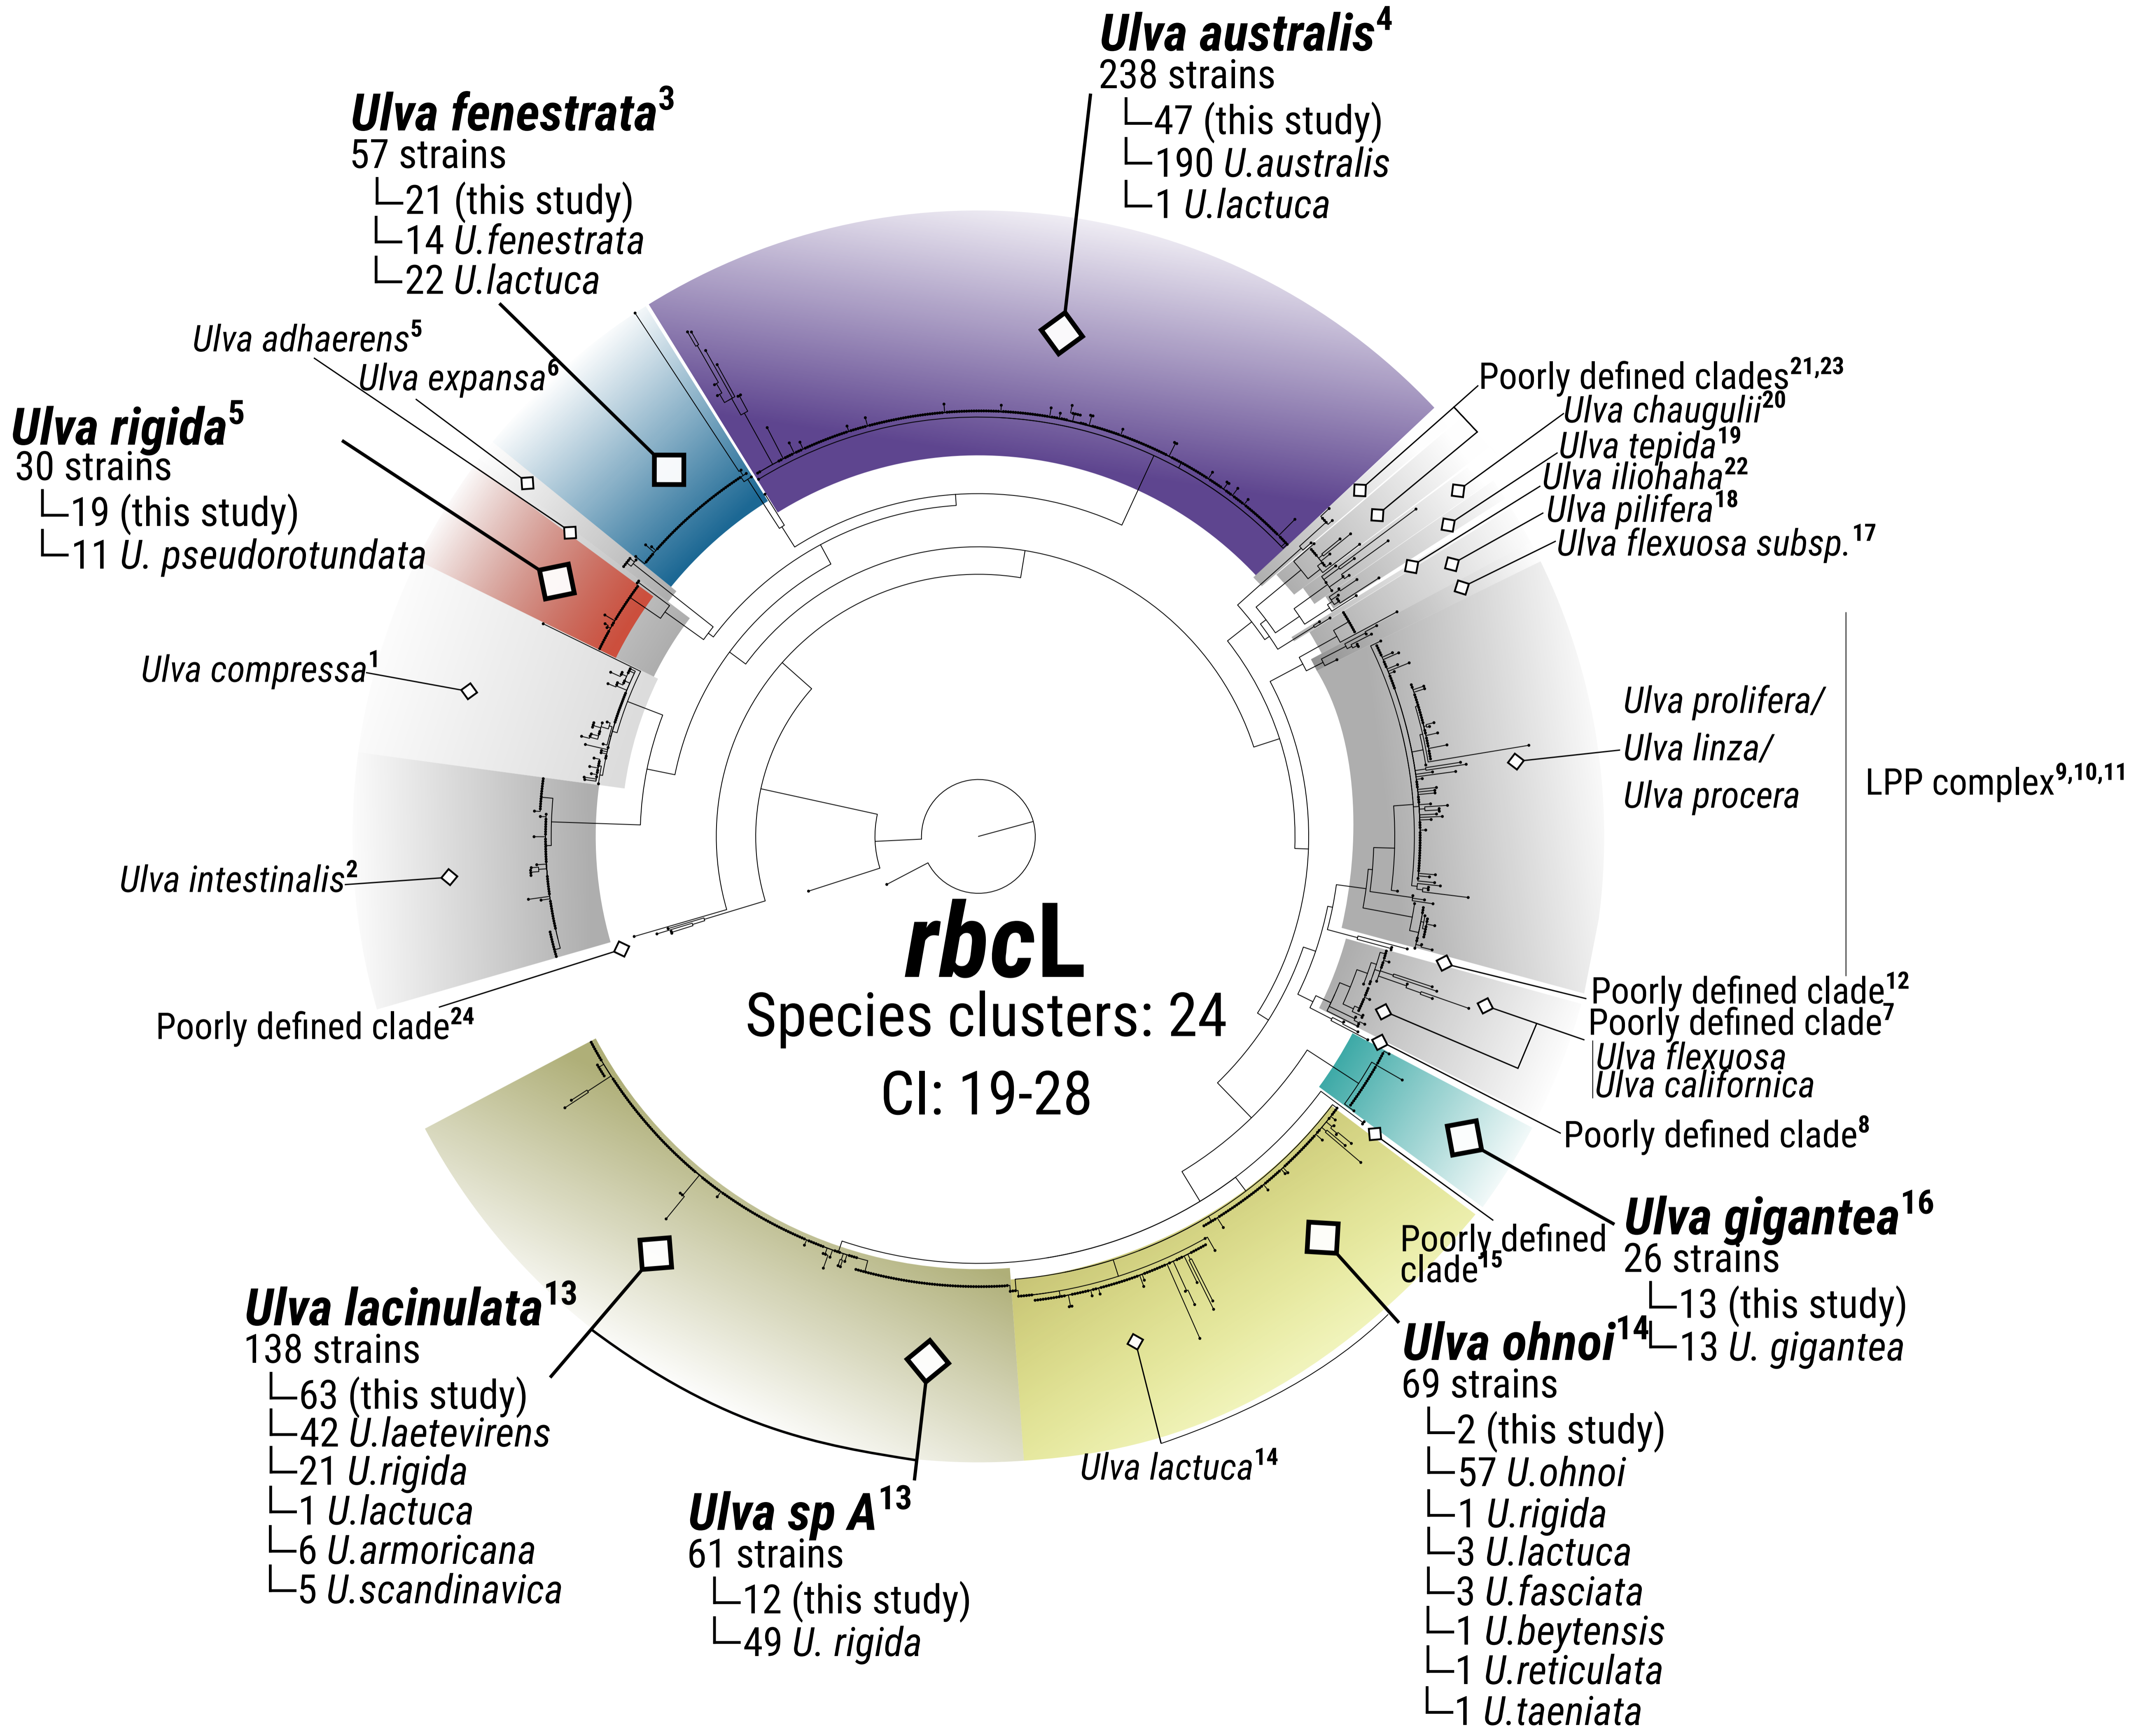 Ulva australis4
238 strains
47 (this study)
190 U.australis
1 U.lactuca
Ulva fenestrata3
57 strains
21 (this study)
14 U.fenestrata
22 U.lactuca
Ulva adhaerens5
Ulva expansa6
Ulva rigida5
30 strains
19 (this study)
11 U. pseudorotundata
Ulva compressa1
Ulva intestinalis2
Poorly defined clade24
Poorly defined clades21,23
Ulva chaugulii20
Ulva tepida19
Ulva iliohaha22
Ulva pilifera18
Ulva flexuosa subsp.17
Ulva prolifera/
Ulva linza/
Ulva procera
LPP complex9,10,11
rbcL
Species clusters: 24
CI: 19-28
Poorly defined clade12
Poorly defined clade7
Ulva flexuosa
Ulva californica
Poorly defined clade8
Ulva gigantea16
26 strains
13 (this study)
13 U. gigantea
Poorly defined
clade15
Ulva ohnoi14
69 strains
2 (this study)
57 U.ohnoi
1 U.rigida
3 U.lactuca
3 U.fasciata
1 U.beytensis
1 U.reticulata
1 U.taeniata
Ulva lactuca14
Ulva lacinulata13
138 strains
63 (this study)
42 U.laetevirens
21 U.rigida
1 U.lactuca
6 U.armoricana
5 U.scandinavica
Ulva sp A13
61 strains
12 (this study)
49 U. rigida